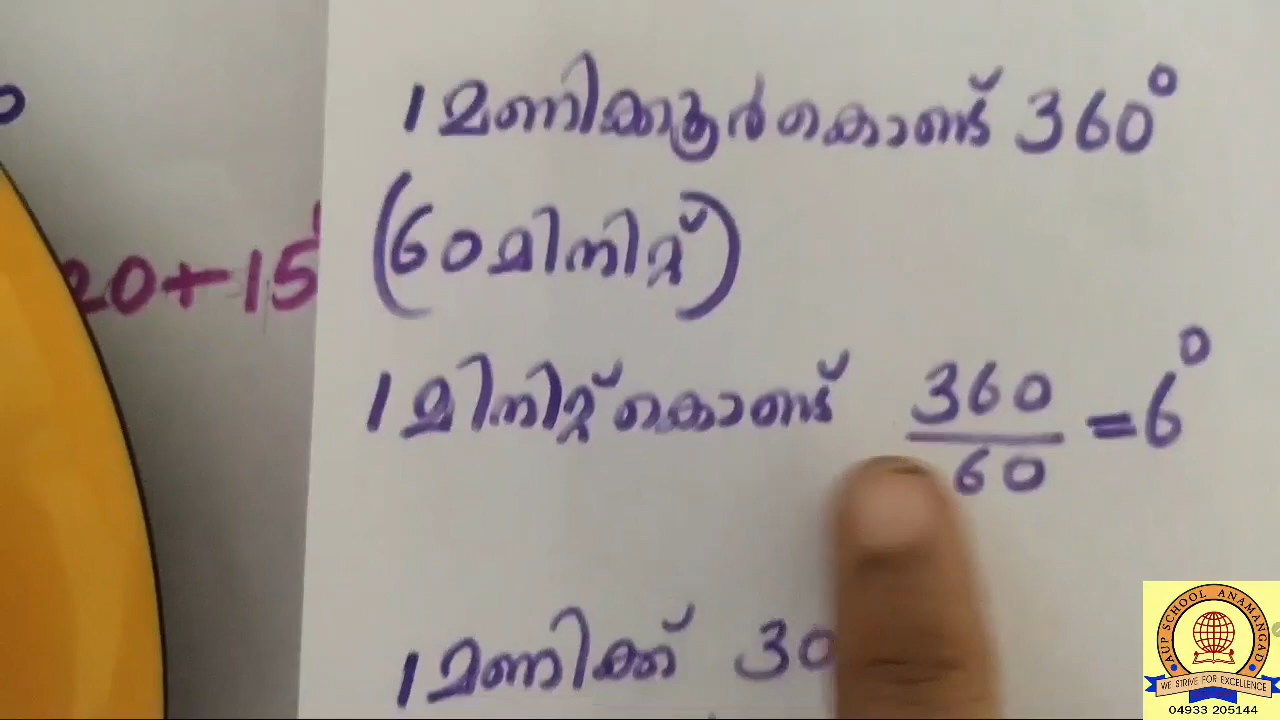 20+15
1 മണിക്കൂർകൊണ്ട് 360°
(60 മിനിറ്റ്)
1 മിനിറ്റ്കൊണ്ട് 360/60 = 6°
1 മണിക്ക് 30
AUP SCHOOL ANAMANGAD
WE STRIVE FOR EXCELLENCE
04933 205144